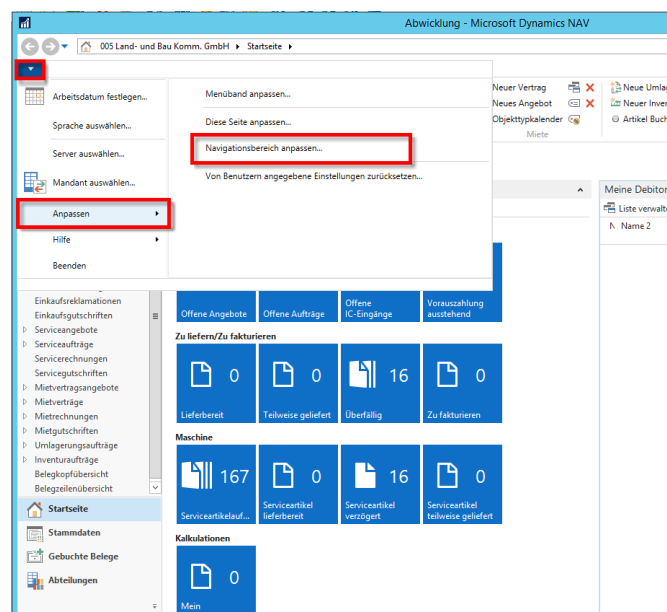 Abwicklung - Microsoft Dynamics NAV
005 Land- und Bau Komm. GmbH
Startseite
Arbeitsdatum festlegen...
Sprache auswählen...
Server auswählen...
Mandant auswählen...
Anpassen
Hilfe
Beenden
Menüband anpassen...
Diese Seite anpassen...
Navigationsbereich anpassen...
Von Benutzern angegebene Einstellungen zurücksetzen...
Neuer Vertrag
Neues Angebot
Objekttypkalender
Miete
Neue Umlag
Neuer Inver
Artikel Buch
Meine Debitor
Liste verwalte
N Name 2
Einkaufsreklamationen
Einkaufsgutschriften
Serviceangebote
Serviceaufträge
Servicerechnungen
Servicegutschriften
Mietvertragsangebote
Mietverträge
Mietrechnungen
Mietgutschriften
Umlagerungsaufträge
Inventuraufträge
Belegkopfübersicht
Belegzeilenübersicht
Startseite
Stammdaten
Gebuchte Belege
Abteilungen
Offene Angebote
Offene Aufträge
Offene
IC-Eingänge
Vorauszahlung
ausstehend
Zu liefern/Zu fakturieren
0
Lieferbereit
0
Teilweise geliefert
16
Überfällig
0
Zu fakturieren
Maschine
167
Serviceartikelauf...
0
Serviceartikel
lieferbereit
16
Serviceartikel
verzögert
0
Serviceartikel
teilweise geliefert
Kalkulationen
0
Mein